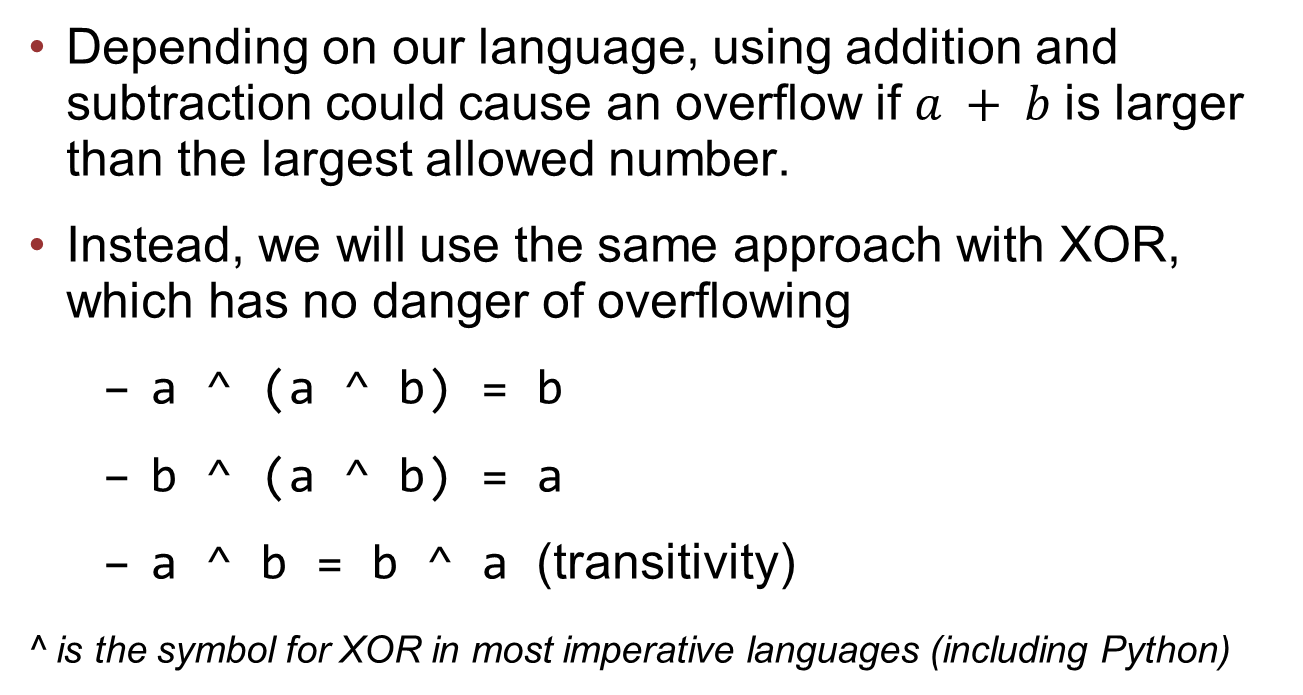 • Depending on our language, using addition and
subtraction could cause an overflow if a + b is larger
than the largest allowed number.
• Instead, we will use the same approach with XOR,
which has no danger of overflowing
– a ^ (a ^ b) = b
– b ^ (a ^ b) = a
– a ^ b = b ^ a (transitivity)
^ is the symbol for XOR in most imperative languages (including Python)